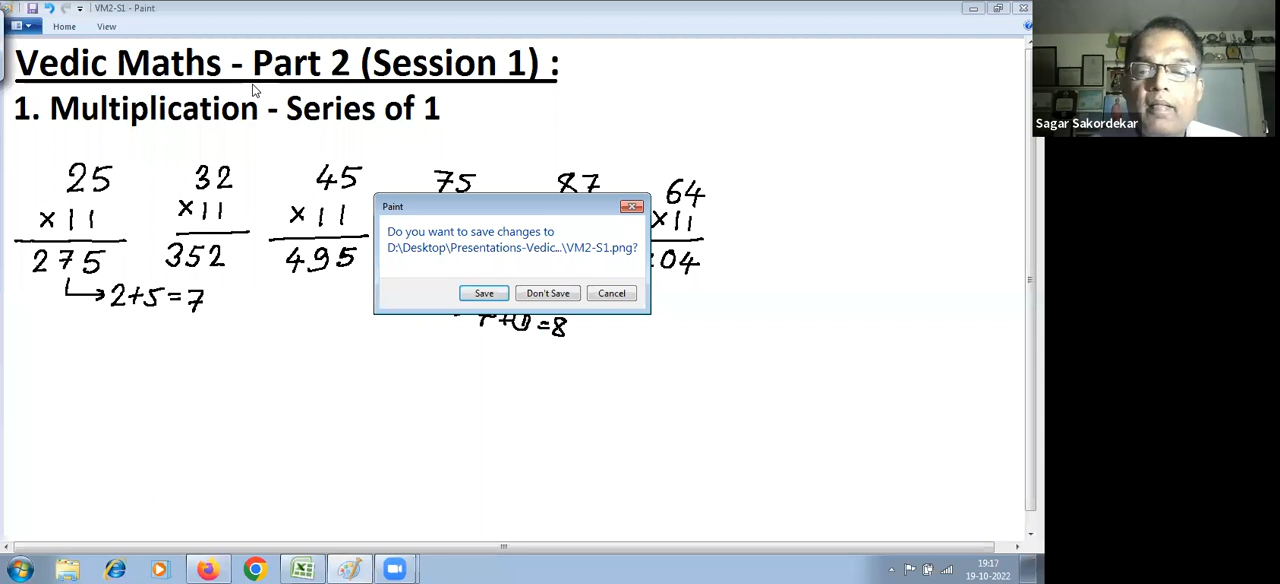 VM2-S1 - Paint
Home View
Vedic Maths - Part 2 (Session 1) :
1. Multiplication - Series of 1
25 32 45 75 87 64
×11 ×11 ×11 ×11
275 352 495 04
2+5=7
+1=8
Paint
Do you want to save changes to
D:\Desktop\Presentations-Vedic...\VM2-S1.png?
Save Don't Save Cancel
Sagar Sakordekar
19:17
19-10-2022